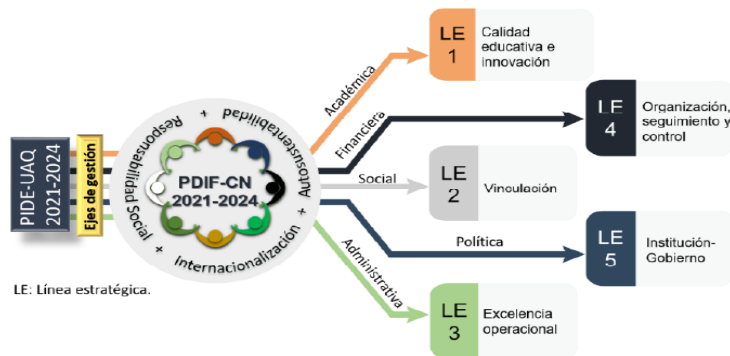 PIDE-UAQ
2021-2024
Ejes de gestión
Responsabilidad Social + Internacionalización + Autosustentabilidad +
PDIF-CN
2021-2024
Académica
LE
1
Calidad
educativa e
innovación
Financiera
LE
4
Organización,
seguimiento y
control
Social
LE
2
Vinculación
Política
LE
5
Institución-
Gobierno
Administrativa
LE
3
Excelencia
operacional
LE: Línea estratégica.